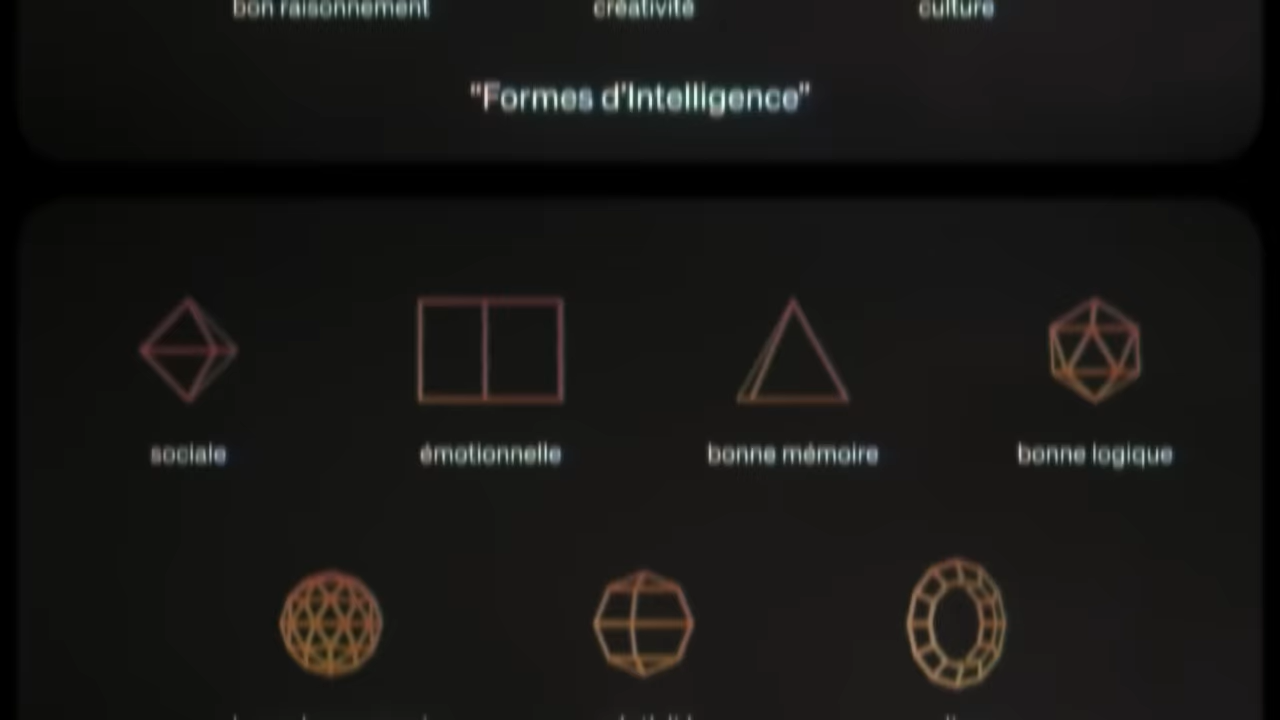 bon raisonnement créativité culture
"Formes d'Intelligence"
sociale émotionnelle bonne mémoire bonne logique